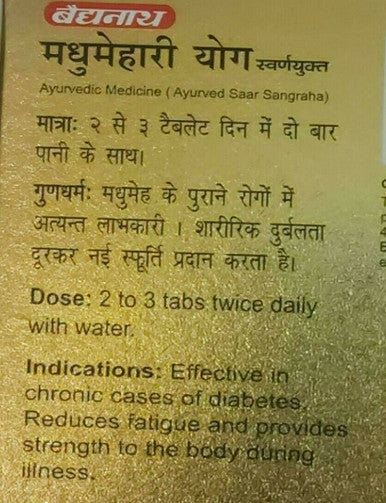 बैद्यनाथ
मधुमेहारी योग स्वर्णयुक्त
Ayurvedic Medicine ( Ayurved Saar Sangraha)
मात्राः २ से ३ टैबलेट दिन में दो बार
पानी के साथ।
गुणधर्मः मधुमेह के पुराने रोगों में
अत्यन्त लाभकारी । शारीरिक दुर्बलता
दूरकर नई स्फूर्ति प्रदान करता है।
Dose: 2 to 3 tabs twice daily
with water.
Indications: Effective in
chronic cases of diabetes.
Reduces fatigue and provides
strength to the body during
illness.